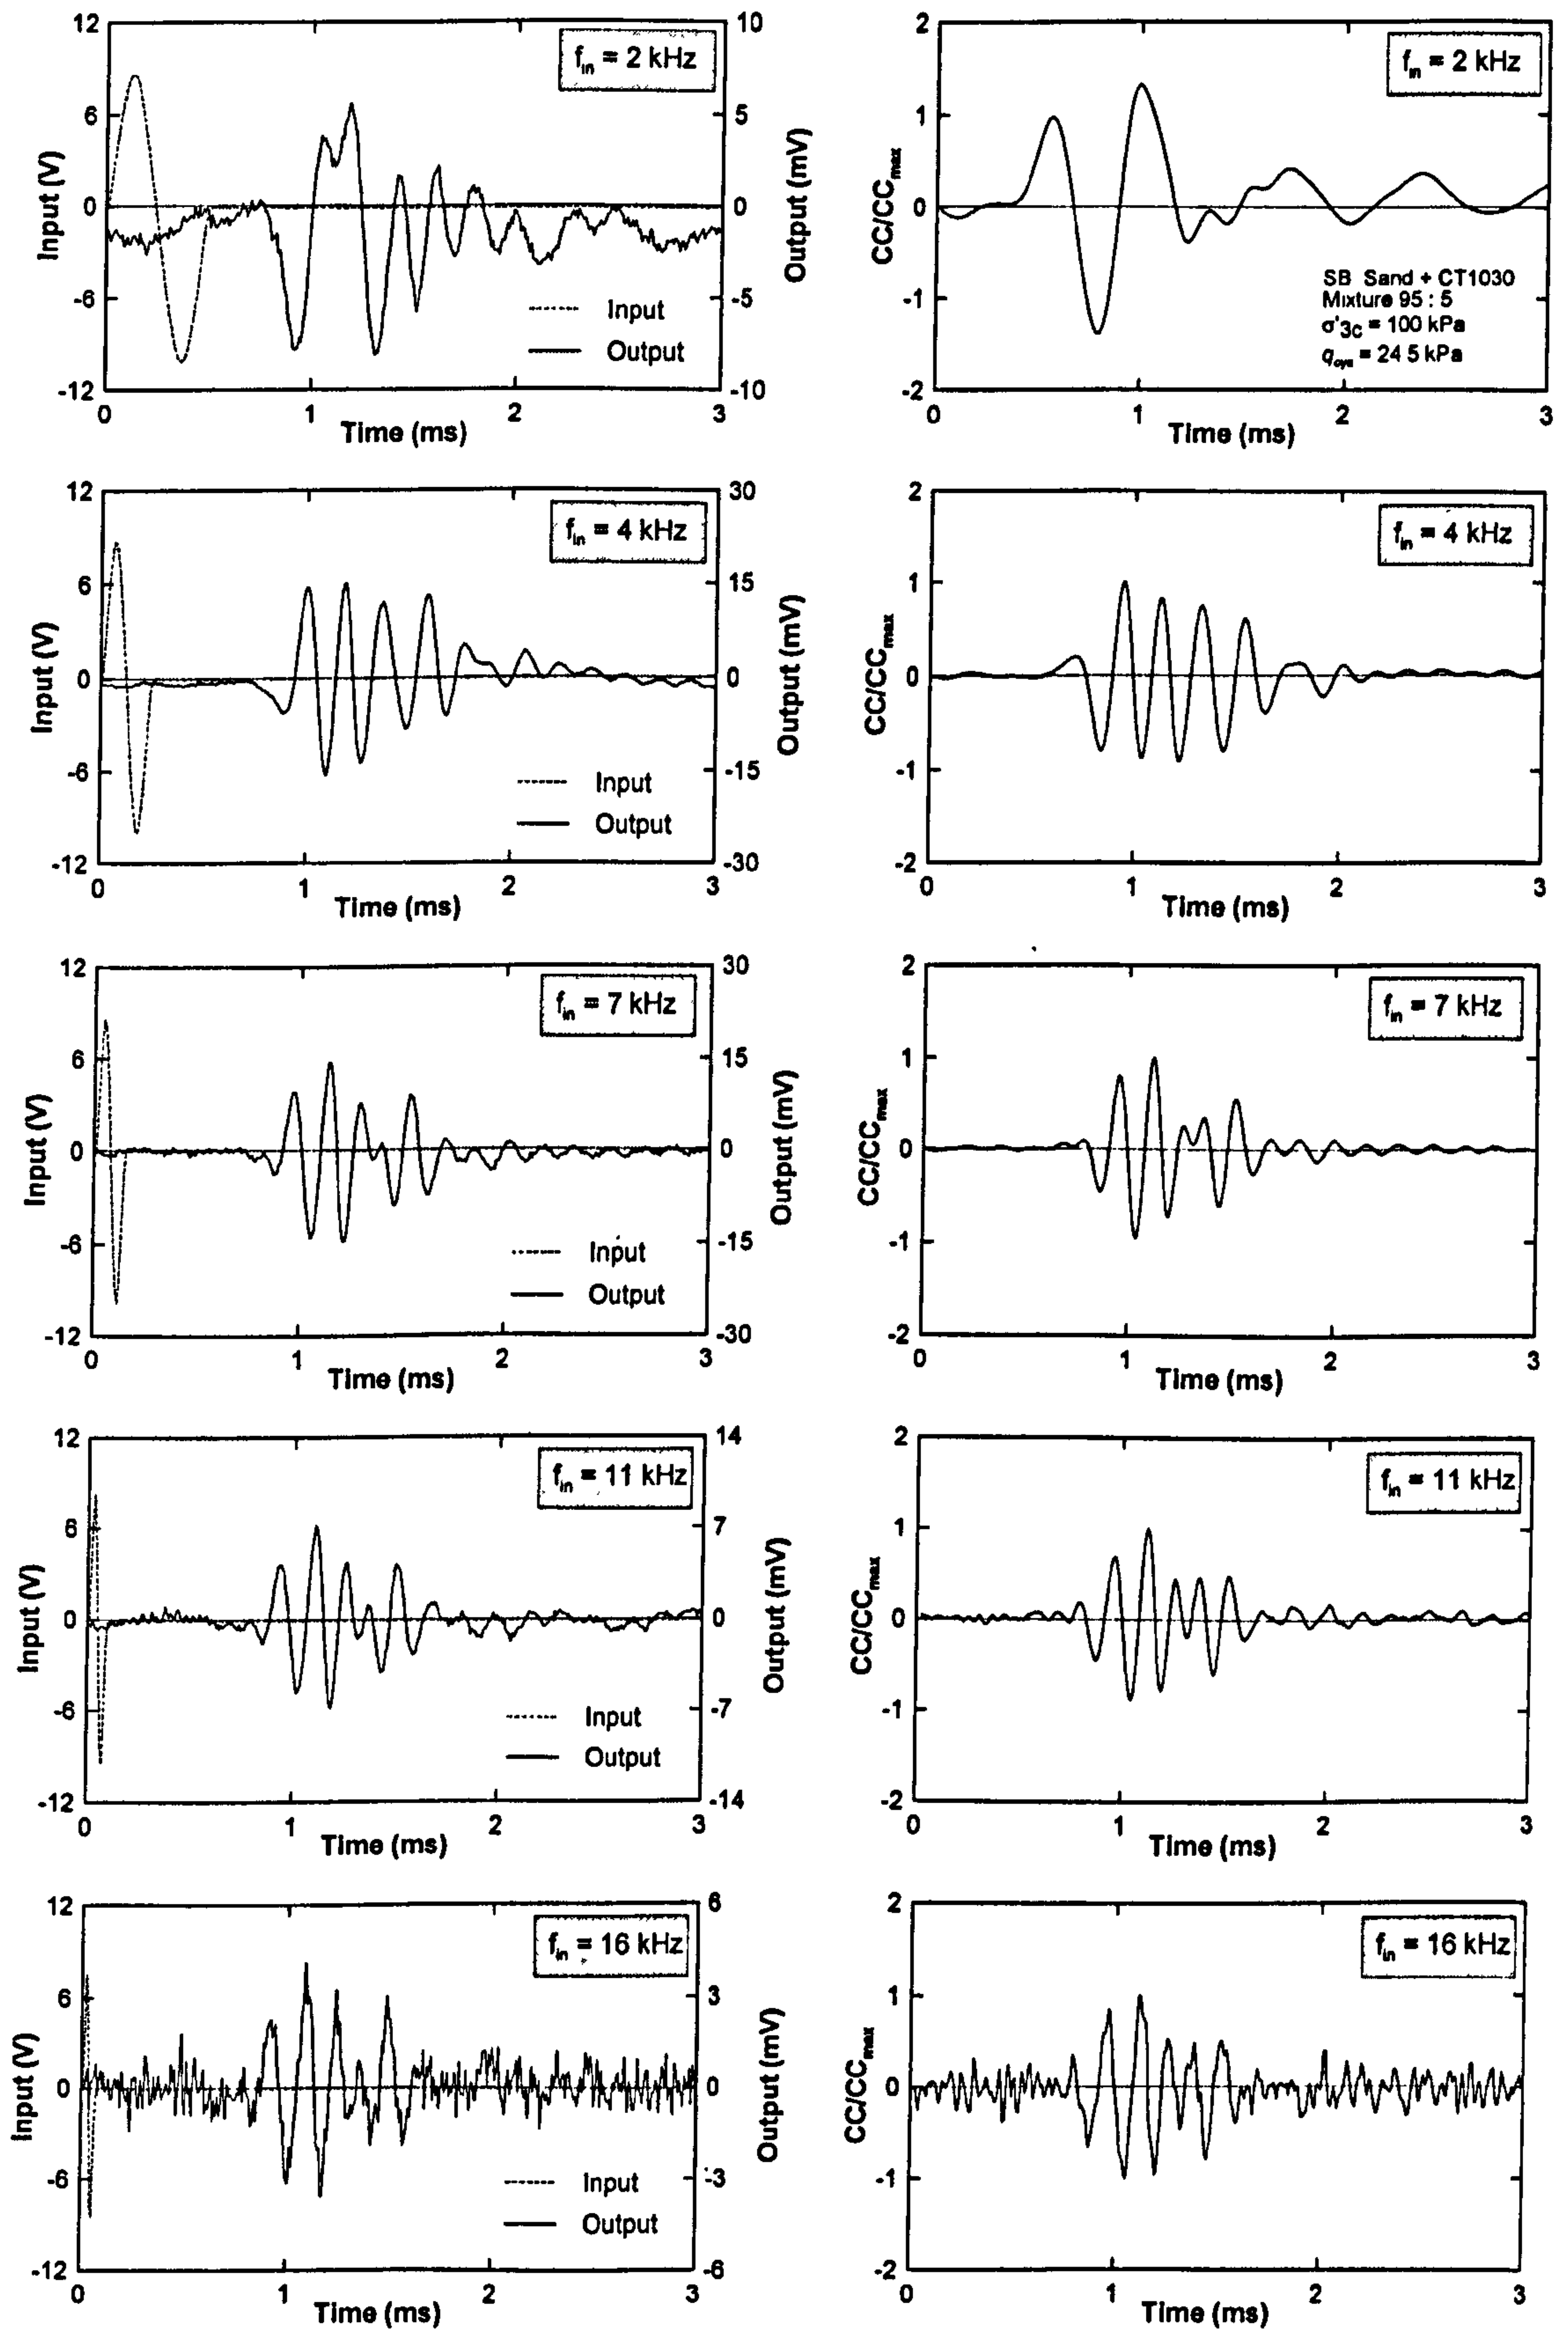 12
6
0
-6
-12
Input (V)
10
5
0
-5
-10
Output (mV)
f_in = 2 kHz
Input
Output
0 1 2 3
Time (ms)
2
1
0
-1
-2
CC/CC_max
f_in = 2 kHz
SB Sand + CT1030
Mixture 95 : 5
σ'3c = 100 kPa
q_cyc = 24 5 kPa
0 1 2 3
Time (ms)
12
6
0
-6
-12
Input (V)
30
15
0
-15
-30
Output (mV)
f_in = 4 kHz
Input
Output
0 1 2 3
Time (ms)
2
1
0
-1
-2
CC/CC_max
f_in = 4 kHz
0 1 2 3
Time (ms)
12
6
0
-6
-12
Input (V)
30
15
0
-15
-30
Output (mV)
f_in = 7 kHz
Input
Output
0 1 2 3
Time (ms)
2
1
0
-1
-2
CC/CC_max
f_in = 7 kHz
0 1 2 3
Time (ms)
12
6
0
-6
-12
Input (V)
14
7
0
-7
-14
Output (mV)
f_in = 11 kHz
Input
Output
0 1 2 3
Time (ms)
2
1
0
-1
-2
CC/CC_max
f_in = 11 kHz
0 1 2 3
Time (ms)
12
6
0
-6
-12
Input (V)
6
3
0
-3
-6
Output (mV)
f_in = 16 kHz
Input
Output
0 1 2 3
Time (ms)
2
1
0
-1
-2
CC/CC_max
f_in = 16 kHz
0 1 2 3
Time (ms)